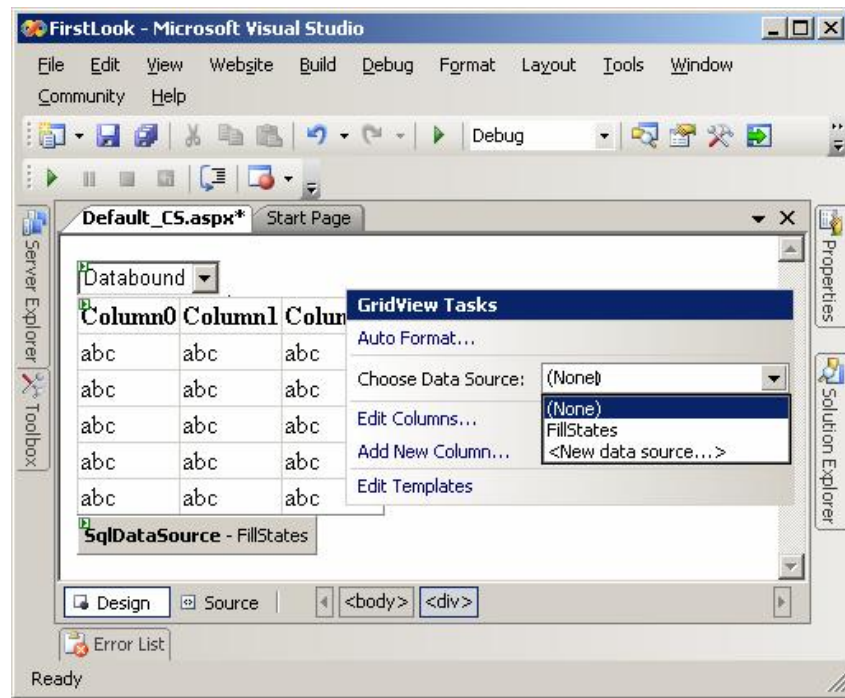 FirstLook - Microsoft Visual Studio
File Edit View Website Build Debug Format Layout Tools Window
Community Help
Debug
Default_CS.aspx* Start Page
Server Explorer
Toolbox
Properties
Solution Explorer
Databound
Column0 Column1 Colum
abc abc abc
abc abc abc
abc abc abc
abc abc abc
abc abc abc
SqlDataSource - FillStates
GridView Tasks
Auto Format...
Choose Data Source: (None)
(None)
FillStates
<New data source...>
Edit Columns...
Add New Column...
Edit Templates
Design Source <body> <div>
Error List
Ready